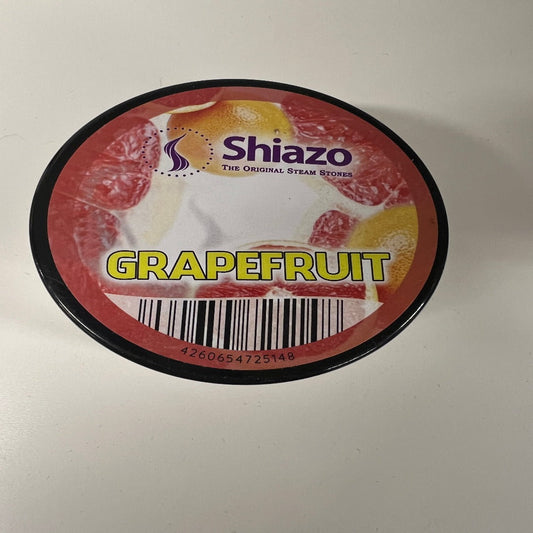 Shiazo
The Original Steam Stones
GRAPEFRUIT
4260654725148